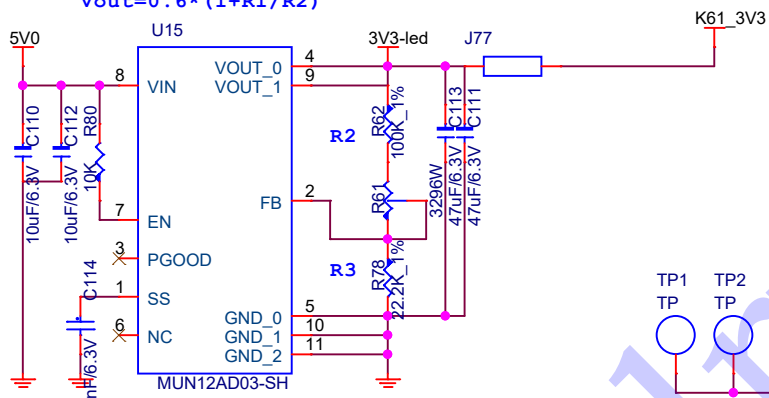 Vout=0.6*(1+R1/R2)
K61_3V3
5V0
U15
3V3-led
J77
4
8
VIN
VOUT_0
9
VOUT_1
C110
10uF/6.3V
C112
10uF/6.3V
R80
10K
R2
R62
100K_1%
C113
47uF/6.3V
C111
47uF/6.3V
3296W
R61
2
FB
7
EN
3
PGOOD
R3
R78
22.2K_1%
C114
nF/6.3V
1
SS
5
GND_0
6
NC
10
GND_1
11
GND_2
MUN12AD03-SH
TP1
TP
TP2
TP